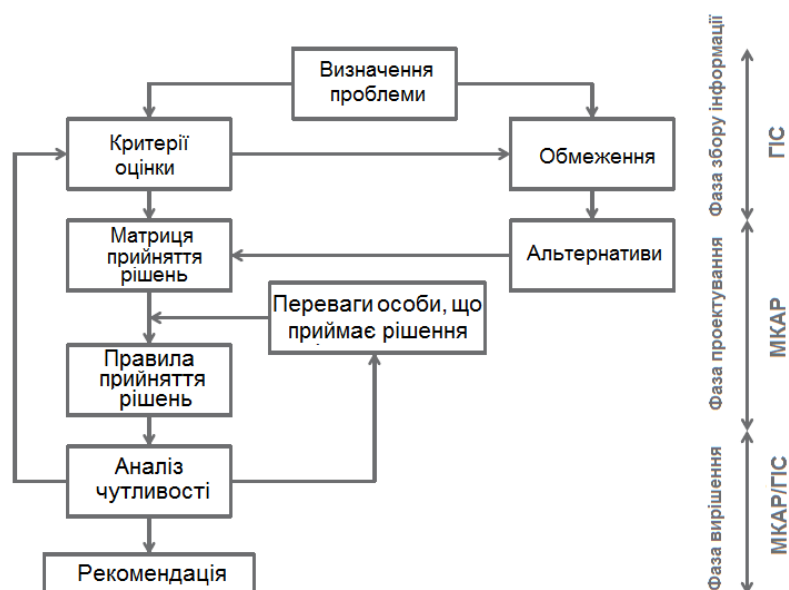 Визначення
проблеми
Критерії
оцінки
Обмеження
Матриця
прийняття
рішень
Альтернативи
Переваги особи, що
приймає рішення
Правила
прийняття
рішень
Аналіз
чутливості
Рекомендація
Фаза збору інформації
ГІС
Фаза проектування
МКАР
Фаза вирішення
МКАР/ГІС